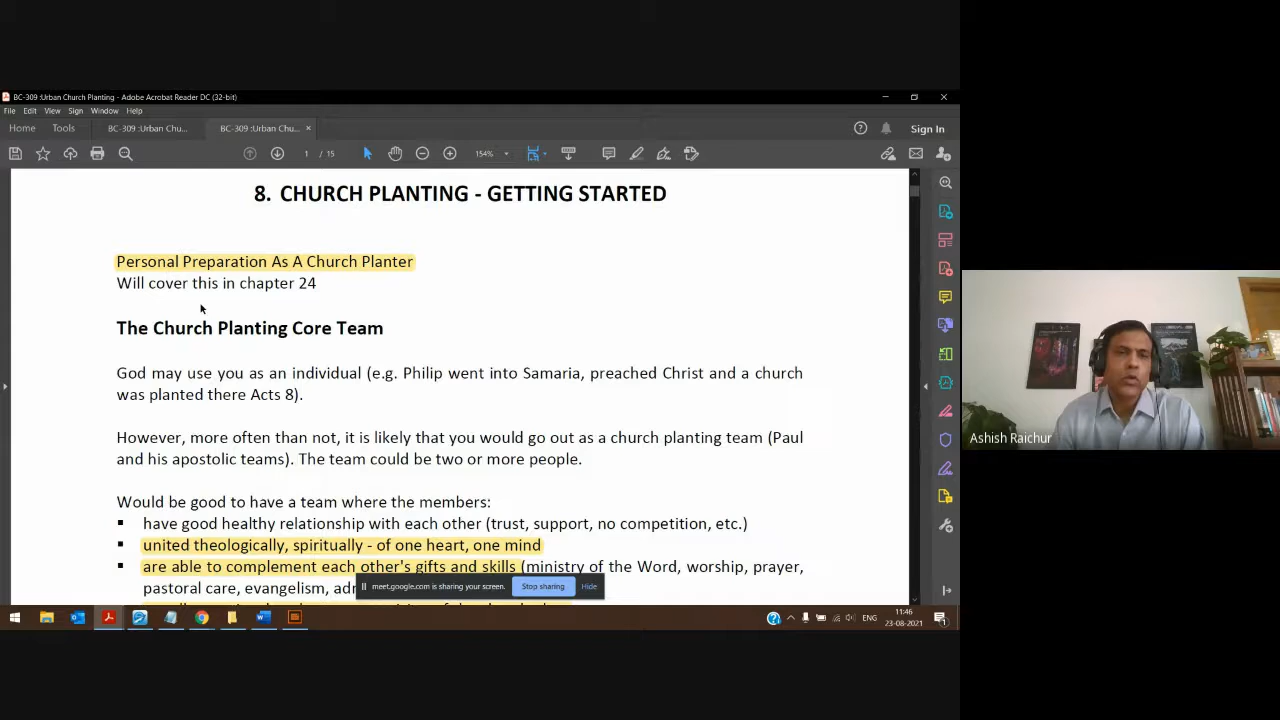 BC-309 :Urban Church Planting - Adobe Acrobat Reader DC (32-bit)
File Edit View Sign Window Help
Home Tools BC-309 :Urban Chu... BC-309 :Urban Chu... ×
Sign In
1 / 15 154%
8. CHURCH PLANTING - GETTING STARTED
Personal Preparation As A Church Planter
Will cover this in chapter 24
The Church Planting Core Team
God may use you as an individual (e.g. Philip went into Samaria, preached Christ and a church
was planted there Acts 8).
However, more often than not, it is likely that you would go out as a church planting team (Paul
and his apostolic teams). The team could be two or more people.
Would be good to have a team where the members:
▪ have good healthy relationship with each other (trust, support, no competition, etc.)
▪ united theologically, spiritually - of one heart, one mind
▪ are able to complement each other's gifts and skills (ministry of the Word, worship, prayer,
pastoral care, evangelism,
meet.google.com is sharing your screen. Stop sharing Hide
ENG
11:46
23-08-2021
Ashish Raichur